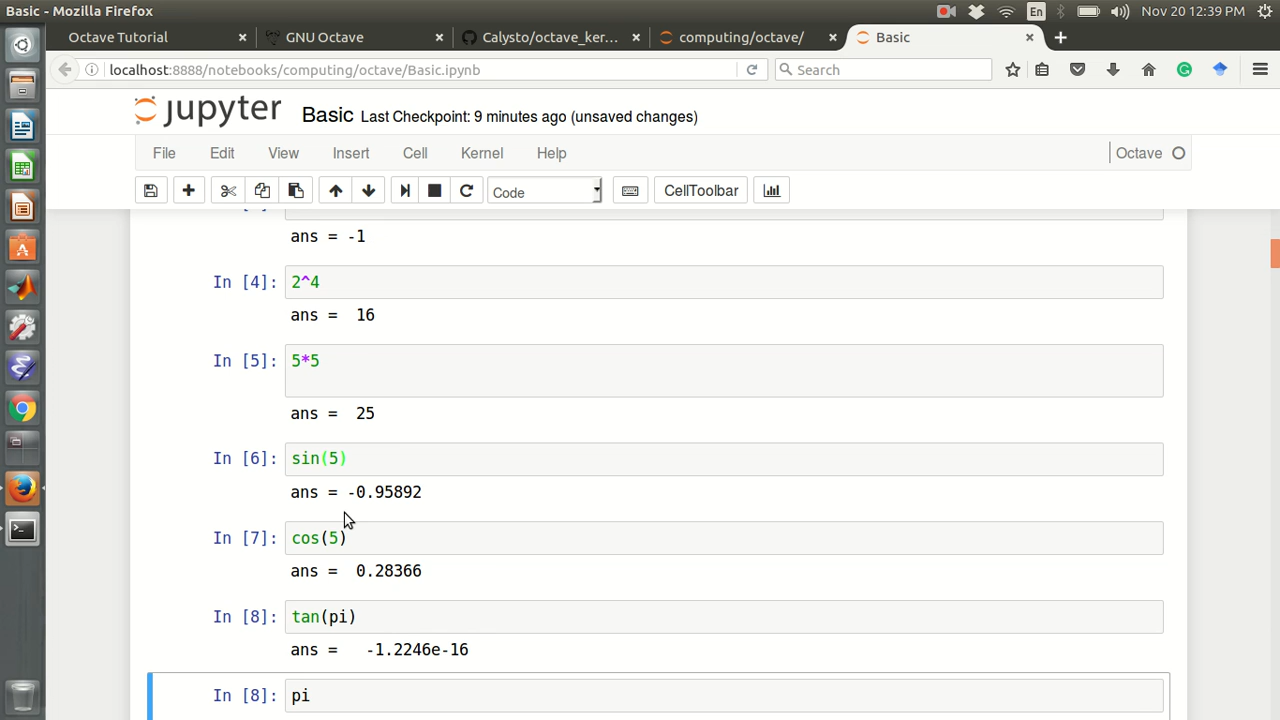 Basic - Mozilla Firefox
En
Nov 20 12:39 PM
Octave Tutorial × GNU Octave × Calysto/octave_ker... × computing/octave/ × Basic ×
localhost:8888/notebooks/computing/octave/Basic.ipynb
Search
jupyter Basic Last Checkpoint: 9 minutes ago (unsaved changes)
File Edit View Insert Cell Kernel Help Octave
Code CellToolbar
ans = -1
In [4]: 2^4
ans =  16
In [5]: 5*5
ans =  25
In [6]: sin(5)
ans = -0.95892
In [7]: cos(5)
ans =  0.28366
In [8]: tan(pi)
ans =   -1.2246e-16
In [8]: pi